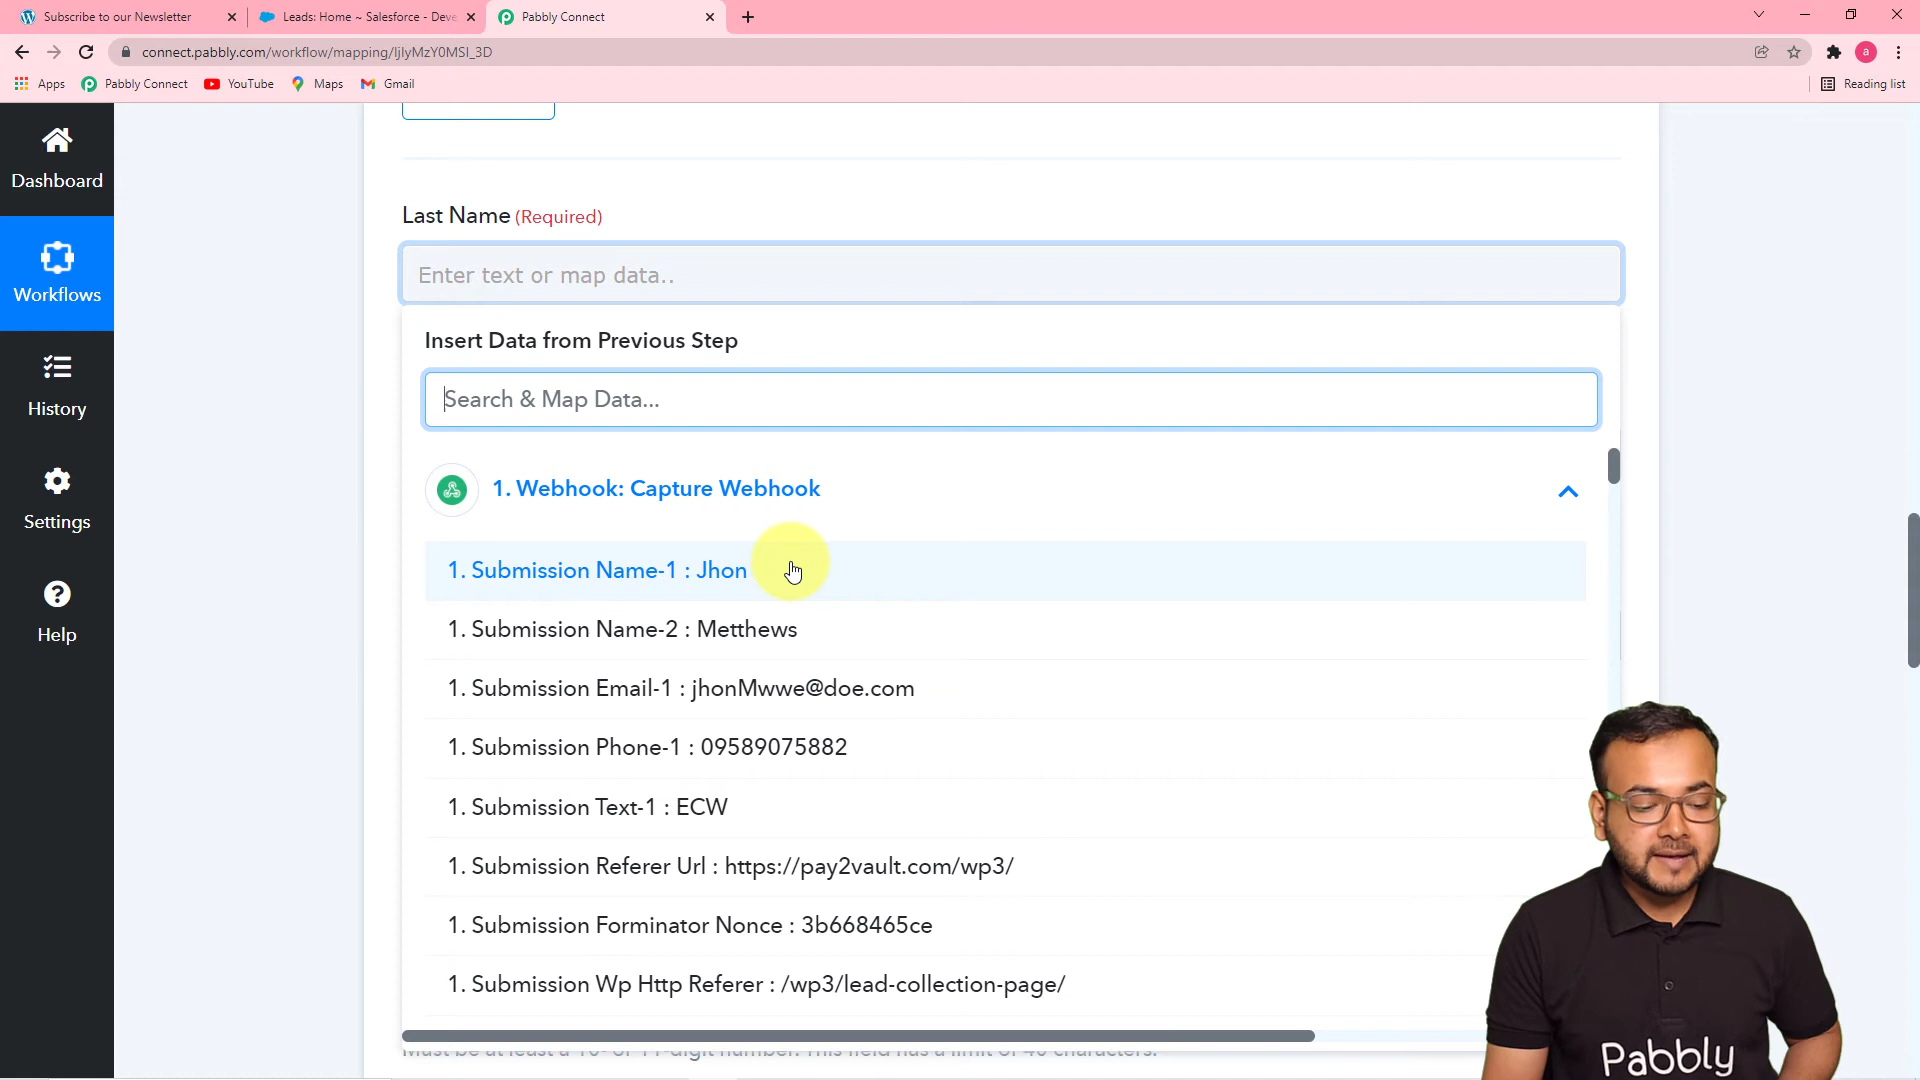 Subscribe to our Newsletter
Leads: Home ~ Salesforce - Deve
Pabbly Connect
connect.pabbly.com/workflow/mapping/IjIyMzY0MSI_3D
a
Apps
Pabbly Connect
YouTube
Maps
Gmail
Reading list
Dashboard
Workflows
History
Settings
Help
Last Name (Required)
Enter text or map data..
Insert Data from Previous Step
Search & Map Data...
1. Webhook: Capture Webhook
1. Submission Name-1 : Jhon
1. Submission Name-2 : Metthews
1. Submission Email-1 : jhonMwwe@doe.com
1. Submission Phone-1 : 09589075882
1. Submission Text-1 : ECW
1. Submission Referer Url : https://pay2vault.com/wp3/
1. Submission Forminator Nonce : 3b668465ce
1. Submission Wp Http Referer : /wp3/lead-collection-page/
Must be at least a 10- or 11-digit number. This field has a limit of 40 characters.
Pabbly